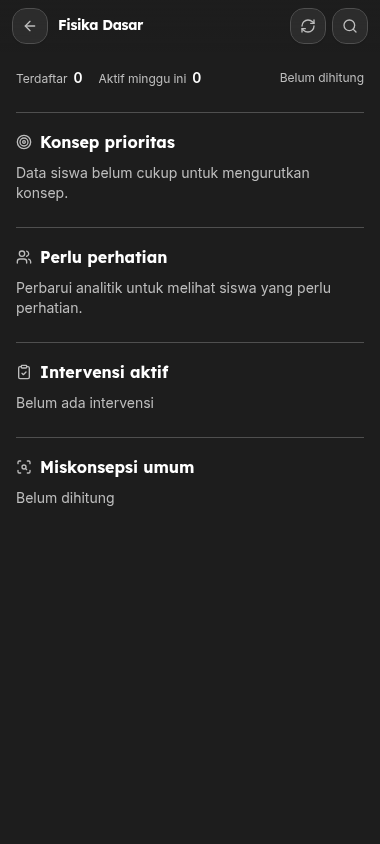 Fisika Dasar
Terdaftar 0 Aktif minggu ini 0 Belum dihitung
Konsep prioritas
Data siswa belum cukup untuk mengurutkan
konsep.
Perlu perhatian
Perbarui analitik untuk melihat siswa yang perlu
perhatian.
Intervensi aktif
Belum ada intervensi
Miskonsepsi umum
Belum dihitung